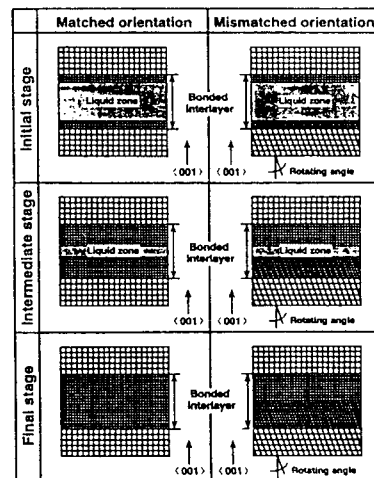 Matched orientation Mismatched orientation
Initial stage
Liquid zone Bonded Interlayer Liquid zone
⟨001⟩ ⟨001⟩ Rotating angle
Intermediate stage
Liquid zone Bonded Interlayer Liquid zone
⟨001⟩ ⟨001⟩ Rotating angle
Final stage
Bonded Interlayer
⟨001⟩ ⟨001⟩ Rotating angle